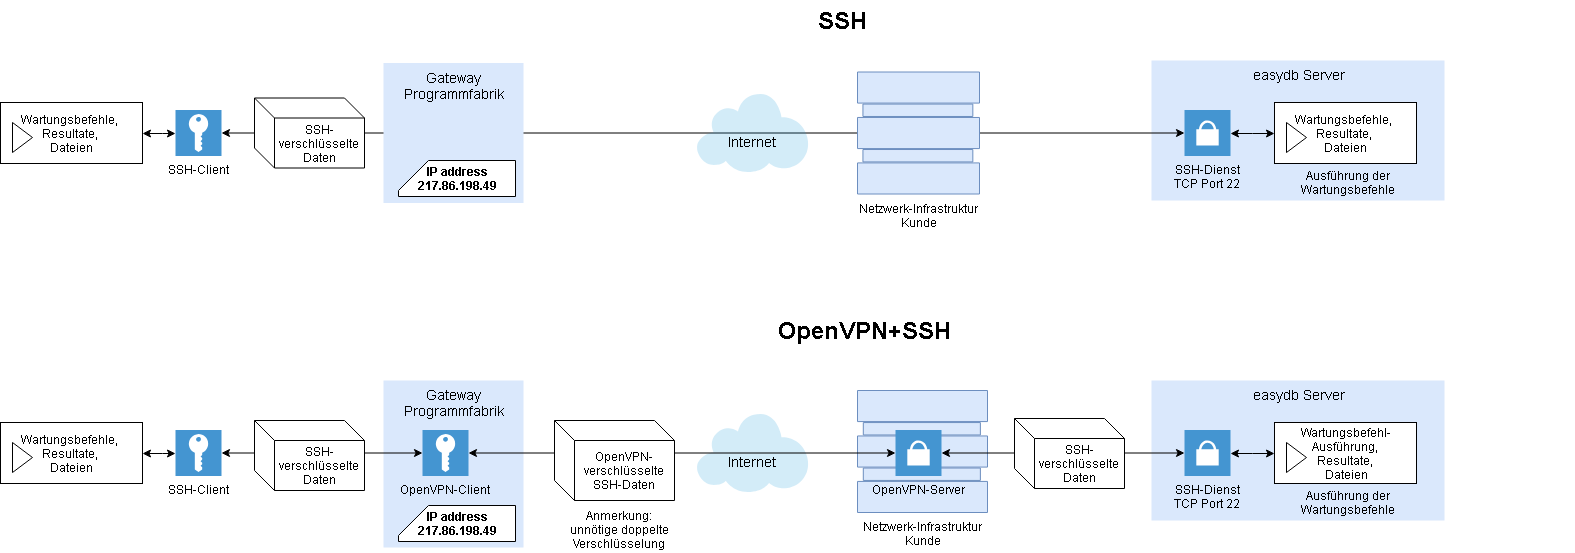 SSH
Wartungsbefehle,
Resultate,
Dateien
SSH-Client
SSH-
verschlüsselte
Daten
Gateway
Programmfabrik
IP address
217.86.198.49
Internet
Netzwerk-Infrastruktur
Kunde
easydb Server
SSH-Dienst
TCP Port 22
Wartungsbefehle,
Resultate,
Dateien
Ausführung der
Wartungsbefehle
OpenVPN+SSH
Wartungsbefehle,
Resultate,
Dateien
SSH-Client
SSH-
verschlüsselte
Daten
Gateway
Programmfabrik
OpenVPN-Client
IP address
217.86.198.49
OpenVPN-
verschlüsselte
SSH-Daten
Anmerkung:
unnötige doppelte
Verschlüsselung
Internet
OpenVPN-Server
Netzwerk-Infrastruktur
Kunde
SSH-
verschlüsselte
Daten
easydb Server
SSH-Dienst
TCP Port 22
Wartungsbefehl-
Ausführung,
Resultate,
Dateien
Ausführung der
Wartungsbefehle